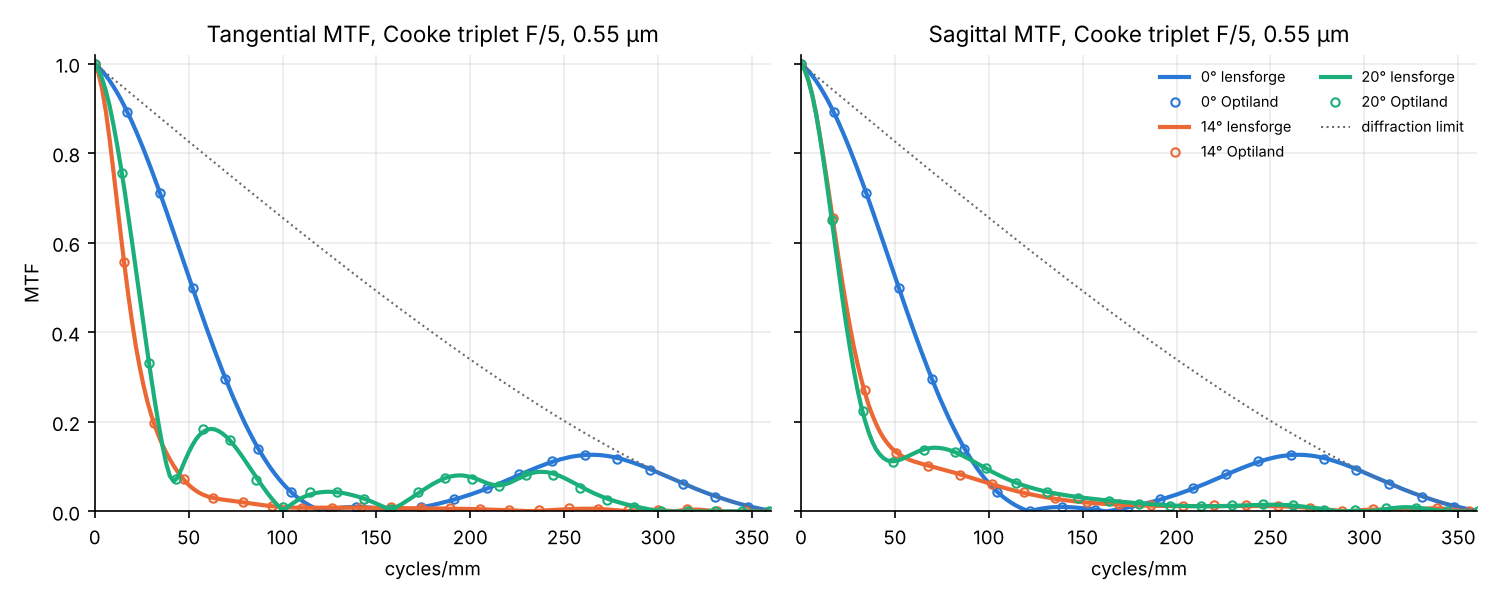 Tangential MTF, Cooke triplet F/5, 0.55 µm
MTF
1.0
0.8
0.6
0.4
0.2
0.0
0 50 100 150 200 250 300 350
cycles/mm
Sagittal MTF, Cooke triplet F/5, 0.55 µm
0° lensforge
0° Optiland
14° lensforge
14° Optiland
20° lensforge
20° Optiland
diffraction limit
0 50 100 150 200 250 300 350
cycles/mm